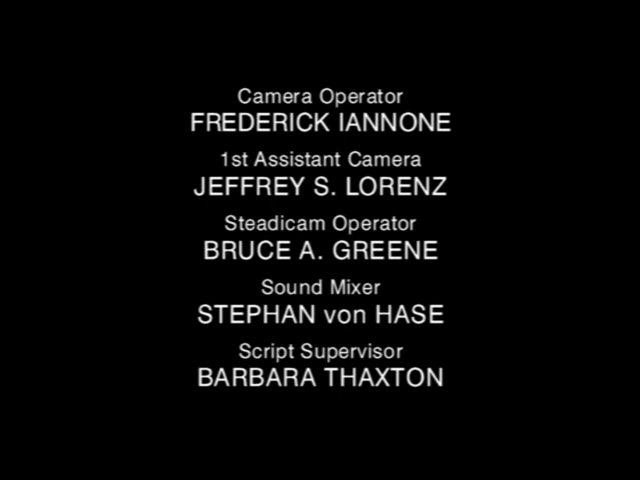 Camera Operator
FREDERICK IANNONE
1st Assistant Camera
JEFFREY S. LORENZ
Steadicam Operator
BRUCE A. GREENE
Sound Mixer
STEPHAN von HASE
Script Supervisor
BARBARA THAXTON